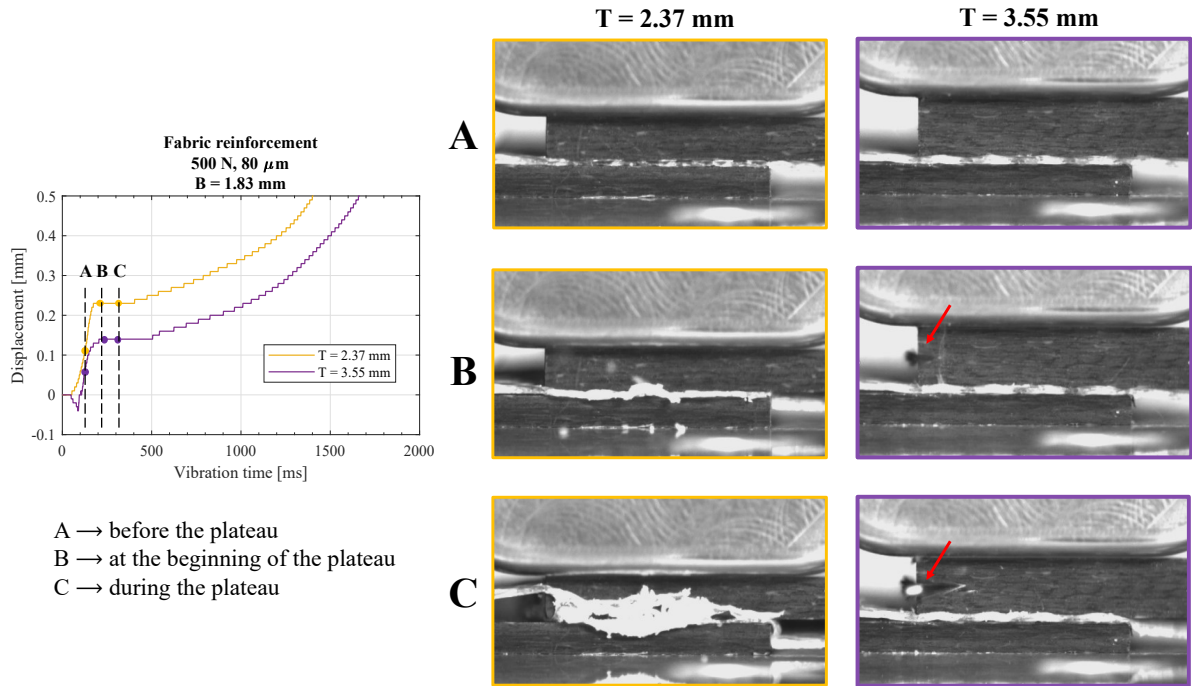 T = 2.37 mm
T = 3.55 mm
A
Fabric reinforcement
500 N, 80 μm
B = 1.83 mm
0.5
0.4
0.3
0.2
0.1
0
-0.1
Displacement [mm]
A B C
T = 2.37 mm
T = 3.55 mm
0 500 1000 1500 2000
Vibration time [ms]
B
A → before the plateau
B → at the beginning of the plateau
C → during the plateau
C